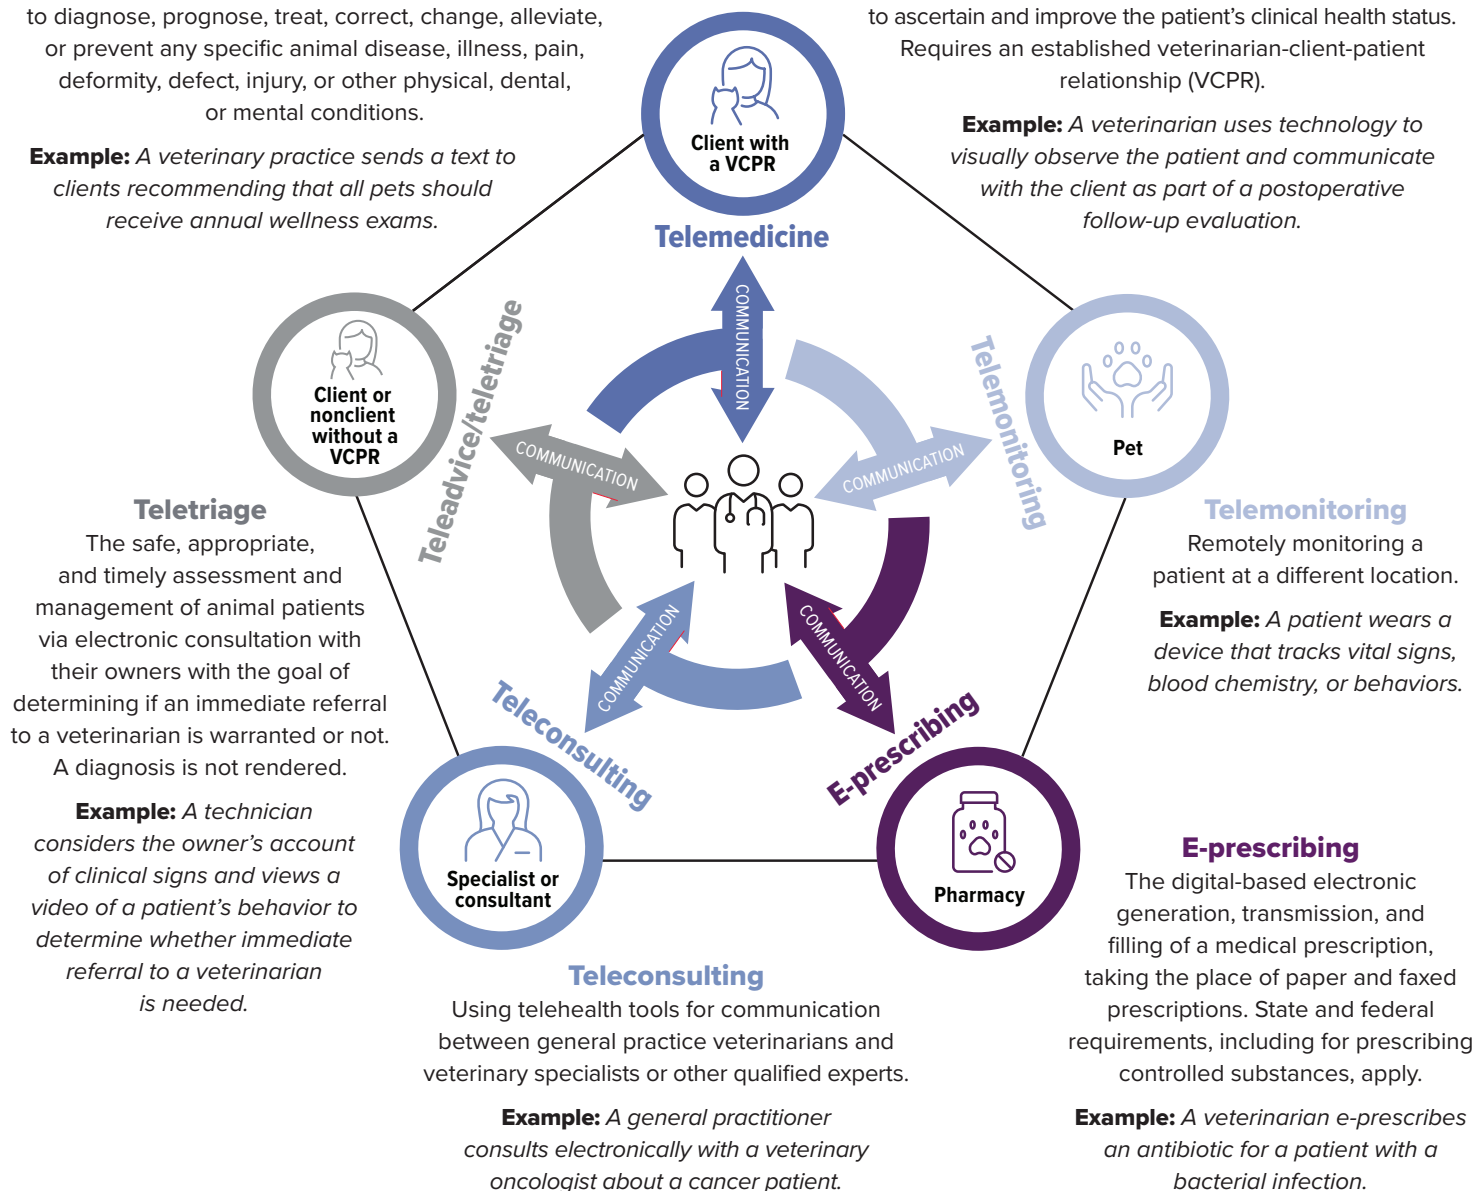 to diagnose, prognose, treat, correct, change, alleviate,
or prevent any specific animal disease, illness, pain,
deformity, defect, injury, or other physical, dental,
or mental conditions.
Example: A veterinary practice sends a text to
clients recommending that all pets should
receive annual wellness exams.
to ascertain and improve the patient’s clinical health status.
Requires an established veterinarian-client-patient
relationship (VCPR).
Example: A veterinarian uses technology to
visually observe the patient and communicate
with the client as part of a postoperative
follow-up evaluation.
Client with
a VCPR
Telemedicine
COMMUNICATION
Client or
nonclient
without a
VCPR
Teleadvice/teletriage
COMMUNICATION
COMMUNICATION
Telemonitoring
Pet
Teletriage
The safe, appropriate,
and timely assessment and
management of animal patients
via electronic consultation with
their owners with the goal of
determining if an immediate referral
to a veterinarian is warranted or not.
A diagnosis is not rendered.
Example: A technician
considers the owner’s account
of clinical signs and views a
video of a patient’s behavior to
determine whether immediate
referral to a veterinarian
is needed.
Telemonitoring
Remotely monitoring a
patient at a different location.
Example: A patient wears a
device that tracks vital signs,
blood chemistry, or behaviors.
COMMUNICATION
Teleconsulting
COMMUNICATION
E-prescribing
Specialist or
consultant
Pharmacy
Teleconsulting
Using telehealth tools for communication
between general practice veterinarians and
veterinary specialists or other qualified experts.
Example: A general practitioner
consults electronically with a veterinary
oncologist about a cancer patient.
E-prescribing
The digital-based electronic
generation, transmission, and
filling of a medical prescription,
taking the place of paper and faxed
prescriptions. State and federal
requirements, including for prescribing
controlled substances, apply.
Example: A veterinarian e-prescribes
an antibiotic for a patient with a
bacterial infection.